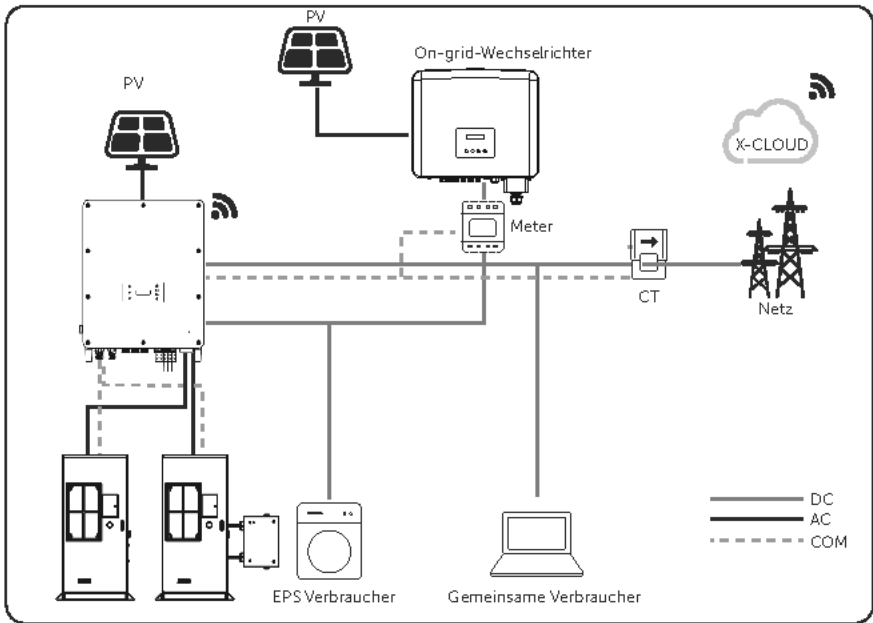 PV
On-grid-Wechselrichter
PV
X-CLOUD
Meter
CT
Netz
DC
AC
COM
EPS Verbraucher
Gemeinsame Verbraucher